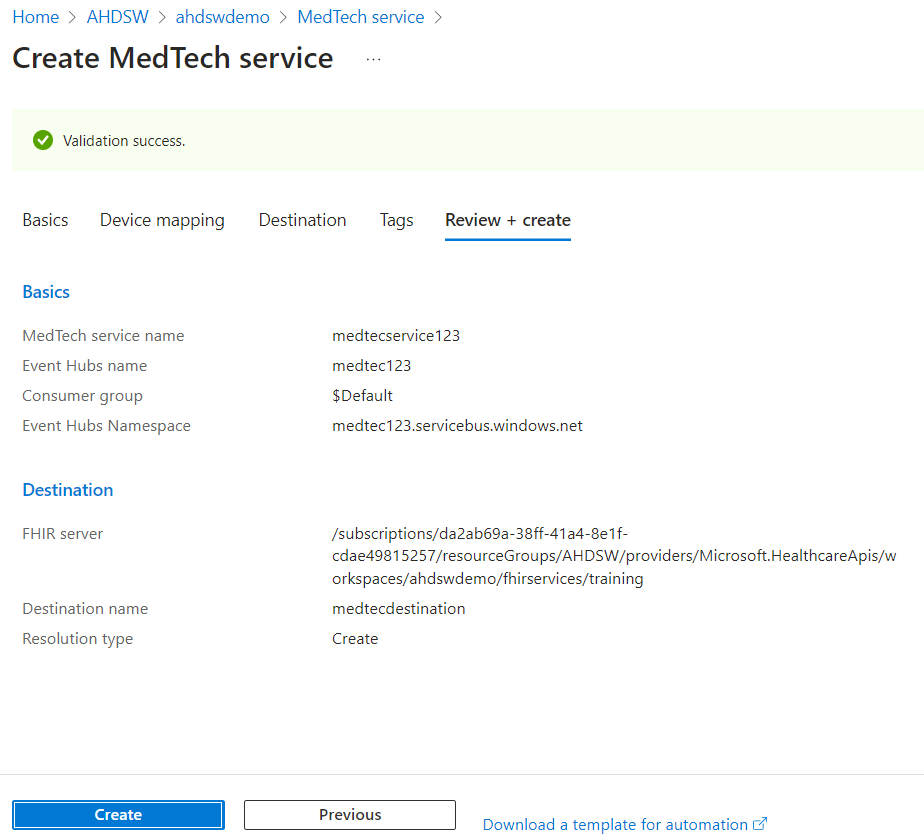 Home > AHDSW > ahdswdemo > MedTech service >
Create MedTech service ...
Validation success.
Basics Device mapping Destination Tags Review + create
Basics
MedTech service name medtecservice123
Event Hubs name medtec123
Consumer group $Default
Event Hubs Namespace medtec123.servicebus.windows.net
Destination
FHIR server /subscriptions/da2ab69a-38ff-41a4-8e1f-
cdae49815257/resourceGroups/AHDSW/providers/Microsoft.HealthcareApis/w
orkspaces/ahdswdemo/fhirservices/training
Destination name medtecdestination
Resolution type Create
Create Previous Download a template for automation